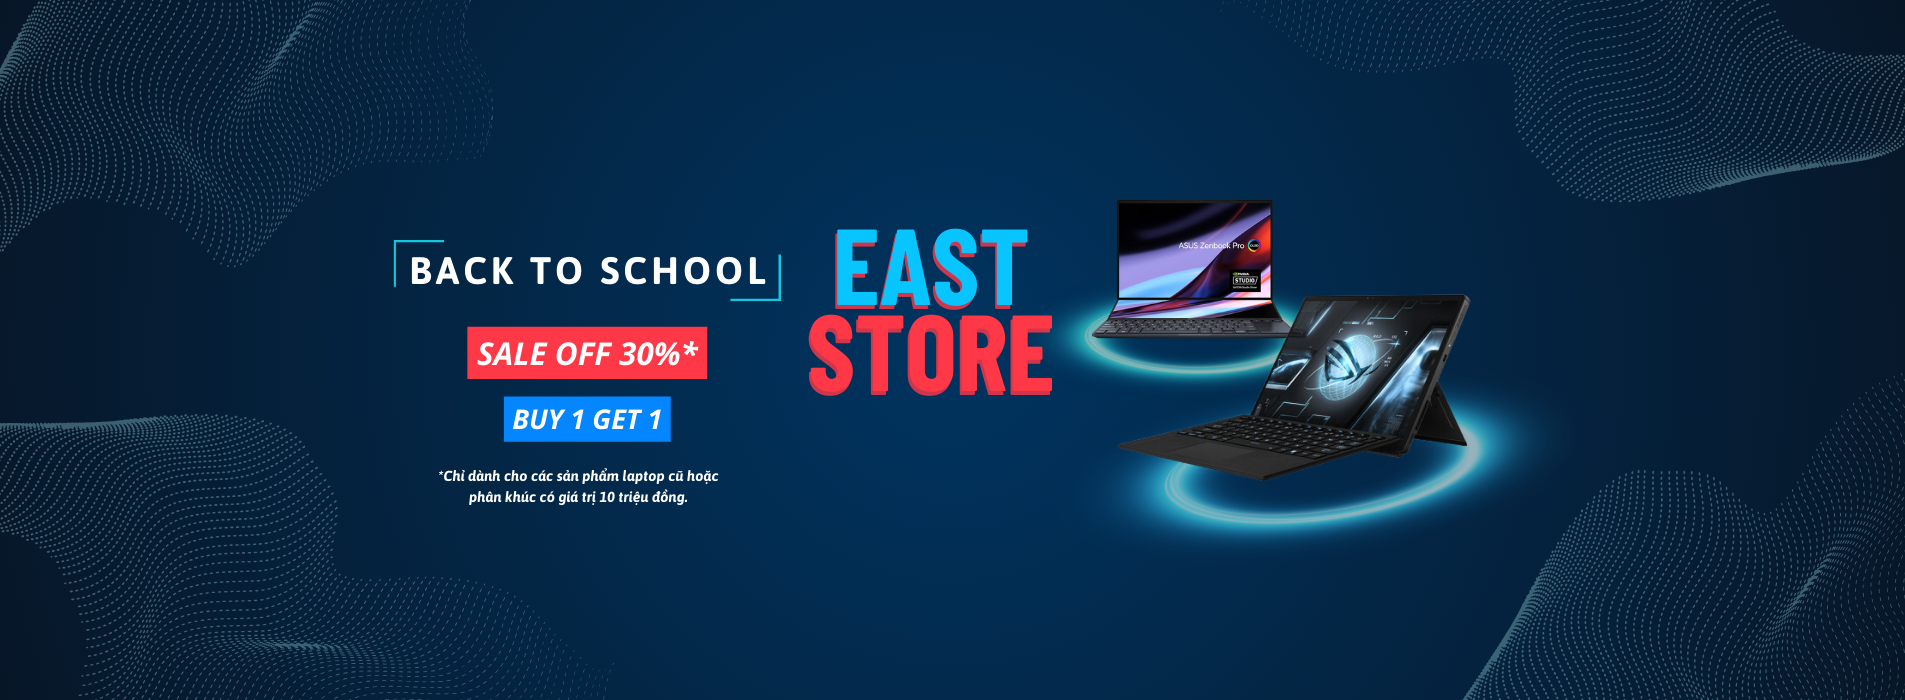 BACK TO SCHOOL
SALE OFF 30%*
BUY 1 GET 1
*Chỉ dành cho các sản phẩm laptop cũ hoặc
phân khúc có giá trị 10 triệu đồng.
EAST
STORE
ASUS Zenbook Pro
NVIDIA
STUDIO